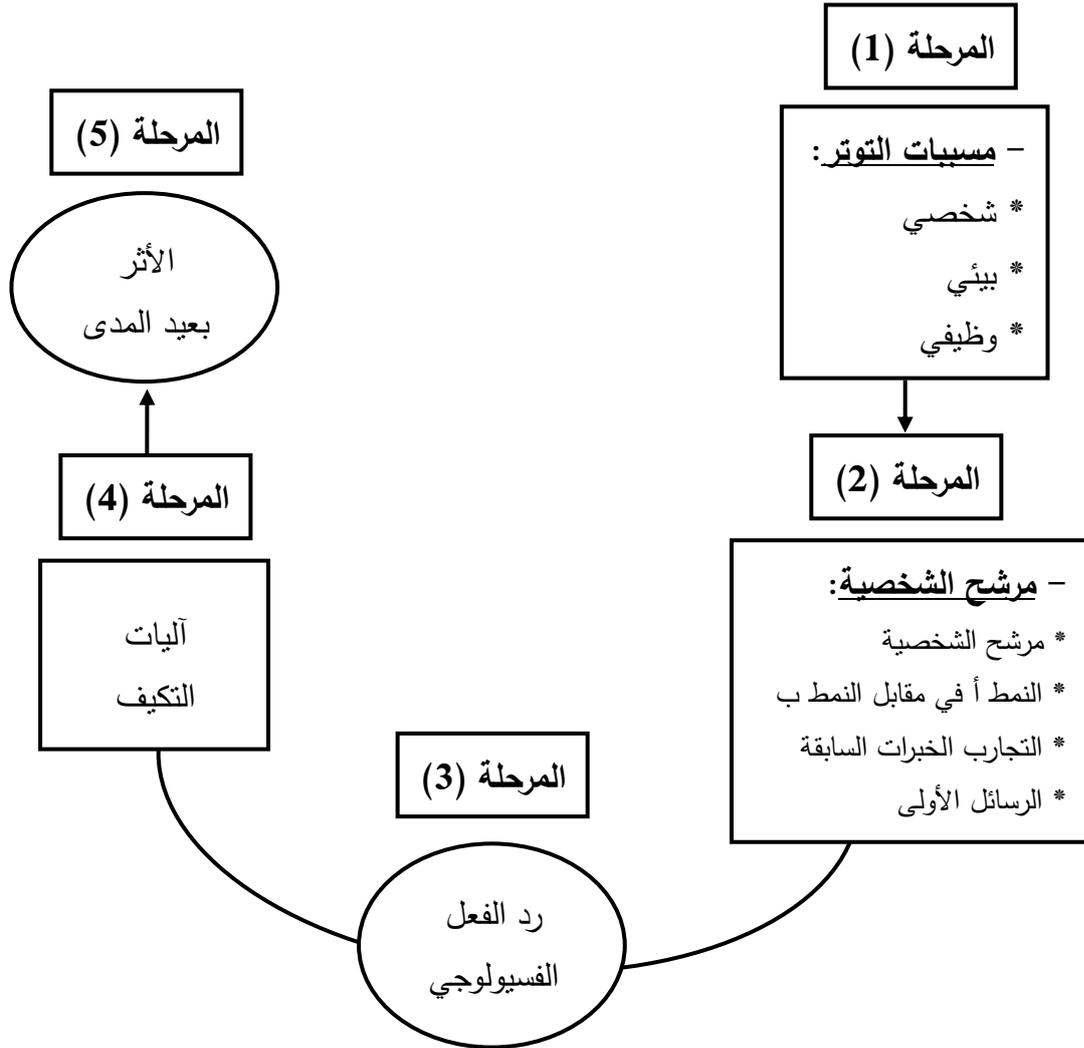 المرحلة (1)
– مسببات التوتر:
* شخصي
* بيئي
* وظيفي
المرحلة (2)
– مرشح الشخصية:
* مرشح الشخصية
* النمط أ في مقابل النمط ب
* التجارب الخبرات السابقة
* الرسائل الأولى
المرحلة (3)
رد الفعل
الفسيولوجي
المرحلة (4)
آليات
التكيف
المرحلة (5)
الأثر
بعيد المدى